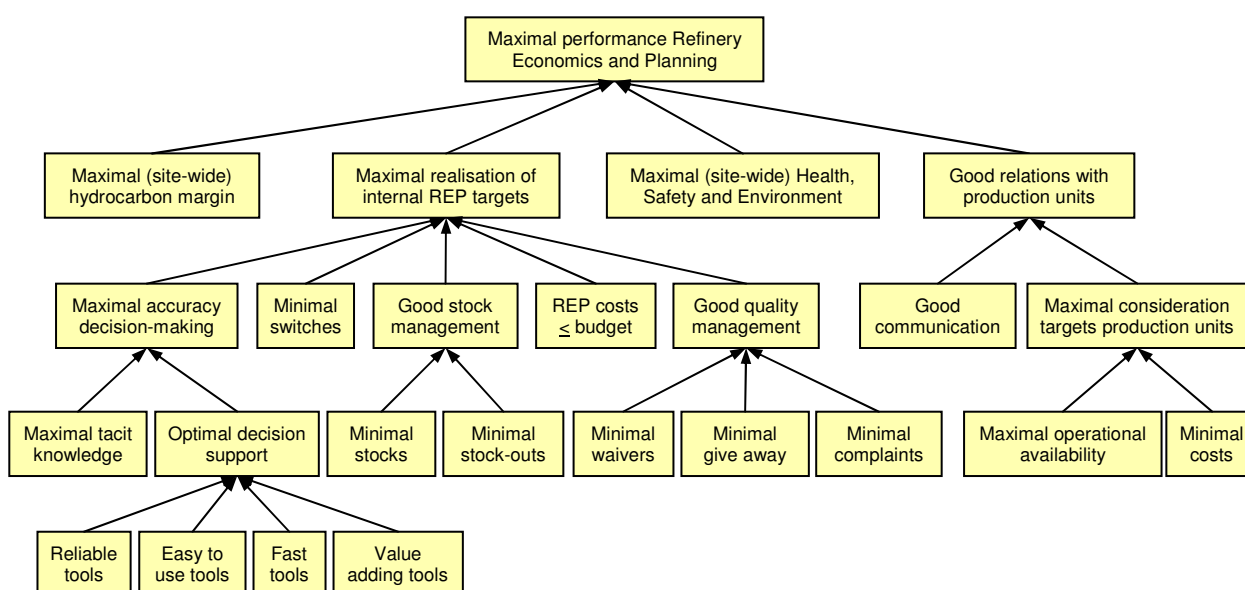 Maximal performance Refinery
Economics and Planning
Maximal (site-wide)
hydrocarbon margin
Maximal realisation of
internal REP targets
Maximal (site-wide) Health,
Safety and Environment
Good relations with
production units
Maximal accuracy
decision-making
Minimal
switches
Good stock
management
REP costs
≤ budget
Good quality
management
Good
communication
Maximal consideration
targets production units
Maximal tacit
knowledge
Optimal decision
support
Minimal
stocks
Minimal
stock-outs
Minimal
waivers
Minimal
give away
Minimal
complaints
Maximal operational
availability
Minimal
costs
Reliable
tools
Easy to
use tools
Fast
tools
Value
adding tools